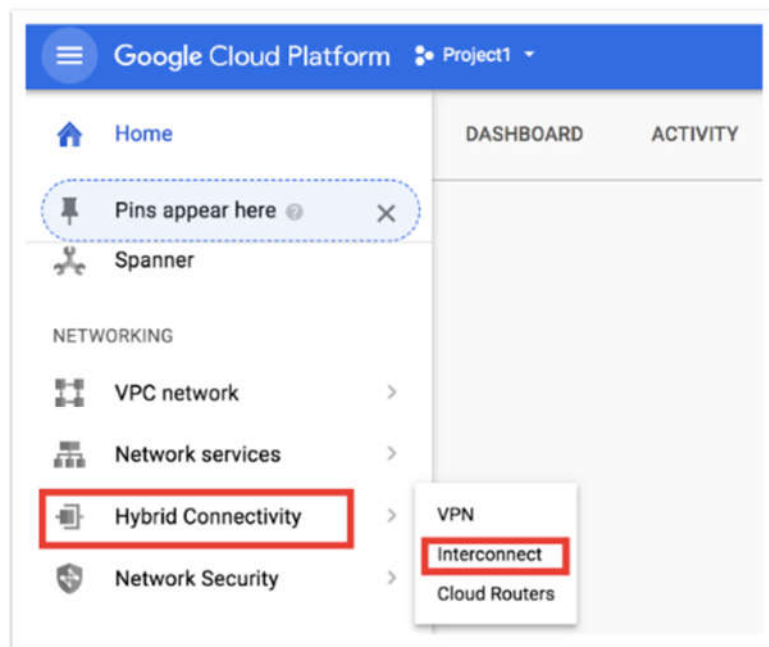 Google Cloud Platform Project1
Home
DASHBOARD ACTIVITY
Pins appear here
Spanner
NETWORKING
VPC network
Network services
Hybrid Connectivity
Network Security
VPN
Interconnect
Cloud Routers